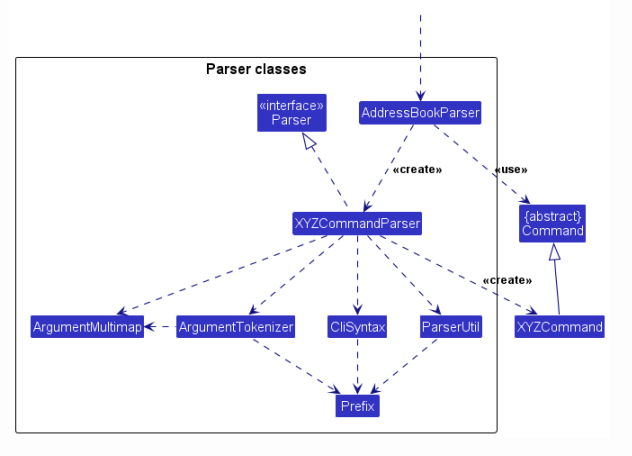 Parser classes
«interface»
Parser
AddressBookParser
«create»
«use»
XYZCommandParser
{abstract}
Command
«create»
ArgumentMultimap
ArgumentTokenizer
CliSyntax
ParserUtil
XYZCommand
Prefix